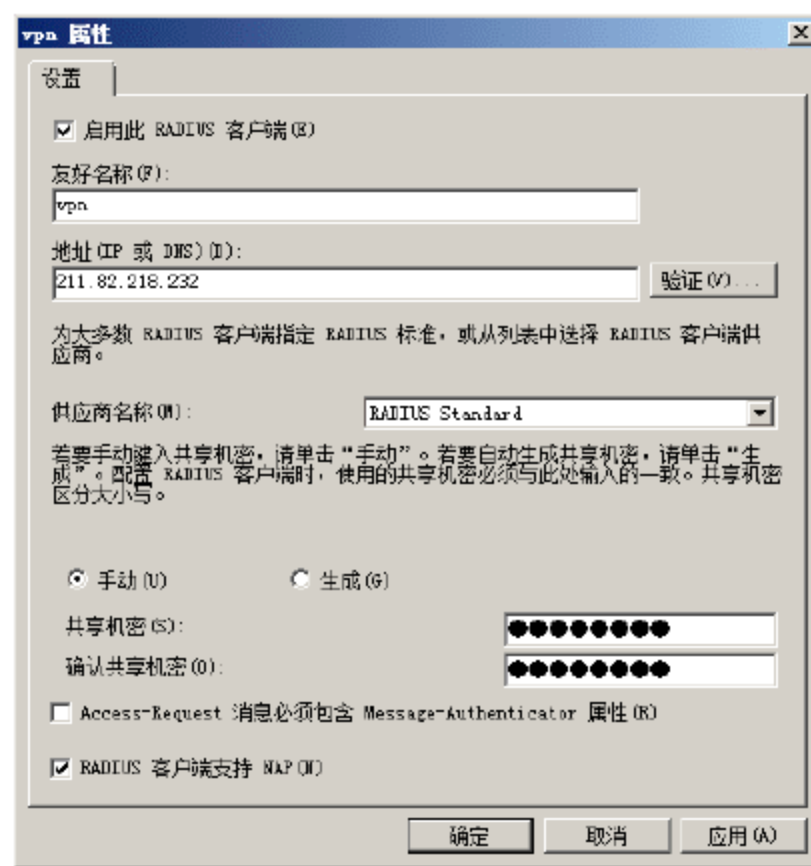 vpn 属性
设置
启用此 RADIUS 客户端(E)
友好名称(F):
vpn
地址(IP 或 DNS)(D):
211.82.218.232
验证(V)...
为大多数 RADIUS 客户端指定 RADIUS 标准，或从列表中选择 RADIUS 客户端供
应商。
供应商名称(M):
RADIUS Standard
若要手动键入共享机密，请单击“手动”。若要自动生成共享机密，请单击“生
成”。配置 RADIUS 客户端时，使用的共享机密必须与此处输入的一致。共享机密
区分大小写。
手动(U)
生成(G)
共享机密(S):
确认共享机密(O):
Access-Request 消息必须包含 Message-Authenticator 属性(R)
RADIUS 客户端支持 NAP(N)
确定
取消
应用(A)